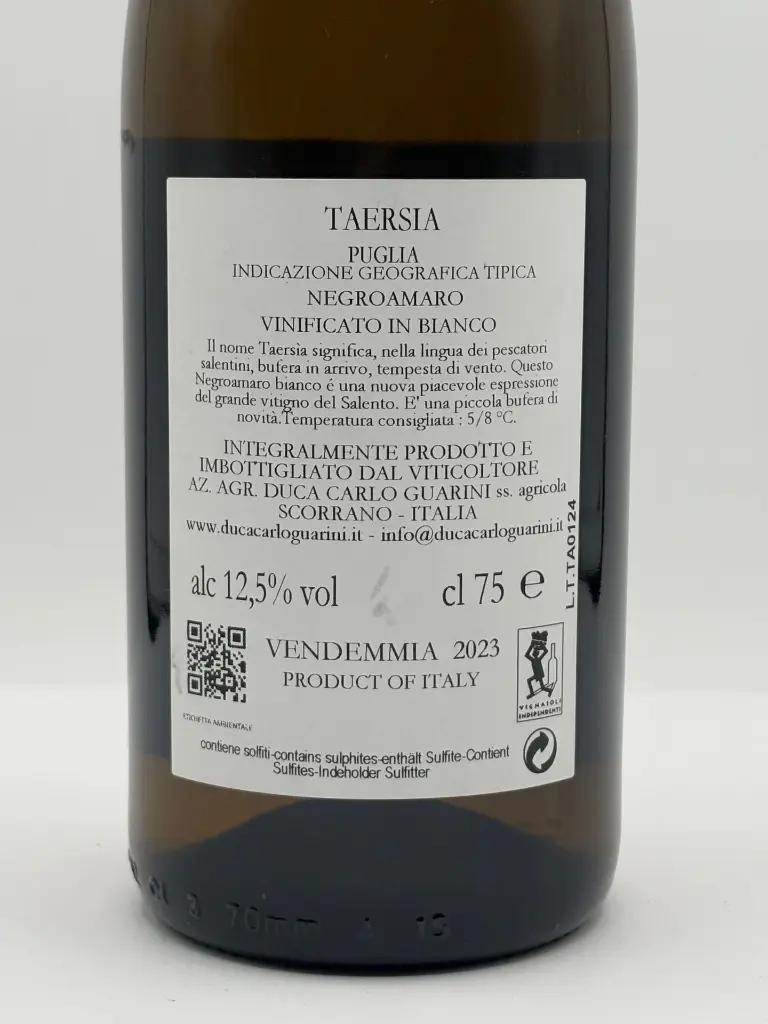 TAERSIA
PUGLIA
INDICAZIONE GEOGRAFICA TIPICA
NEGROAMARO
VINIFICATO IN BIANCO
Il nome Taersìa significa, nella lingua dei pescatori
salentini, bufera in arrivo, tempesta di vento. Questo
Negroamaro bianco é una nuova piacevole espressione
del grande vitigno del Salento. E' una piccola bufera di
novità.Temperatura consigliata : 5/8 °C.
INTEGRALMENTE PRODOTTO E
IMBOTTIGLIATO DAL VITICOLTORE
AZ. AGR. DUCA CARLO GUARINI ss. agricola
SCORRANO - ITALIA
www.ducacarloguarini.it - info@ducacarloguarini.it
L.T.TA0124
alc 12,5% vol cl 75 e
VENDEMMIA 2023
PRODUCT OF ITALY
VIGNAIOLI
INDIPENDENTI
ETICHETTA AMBIENTALE
contiene solfiti-contains sulphites-enthält Sulfite-Contient
Sulfites-Indeholder Sulfitter
70mm